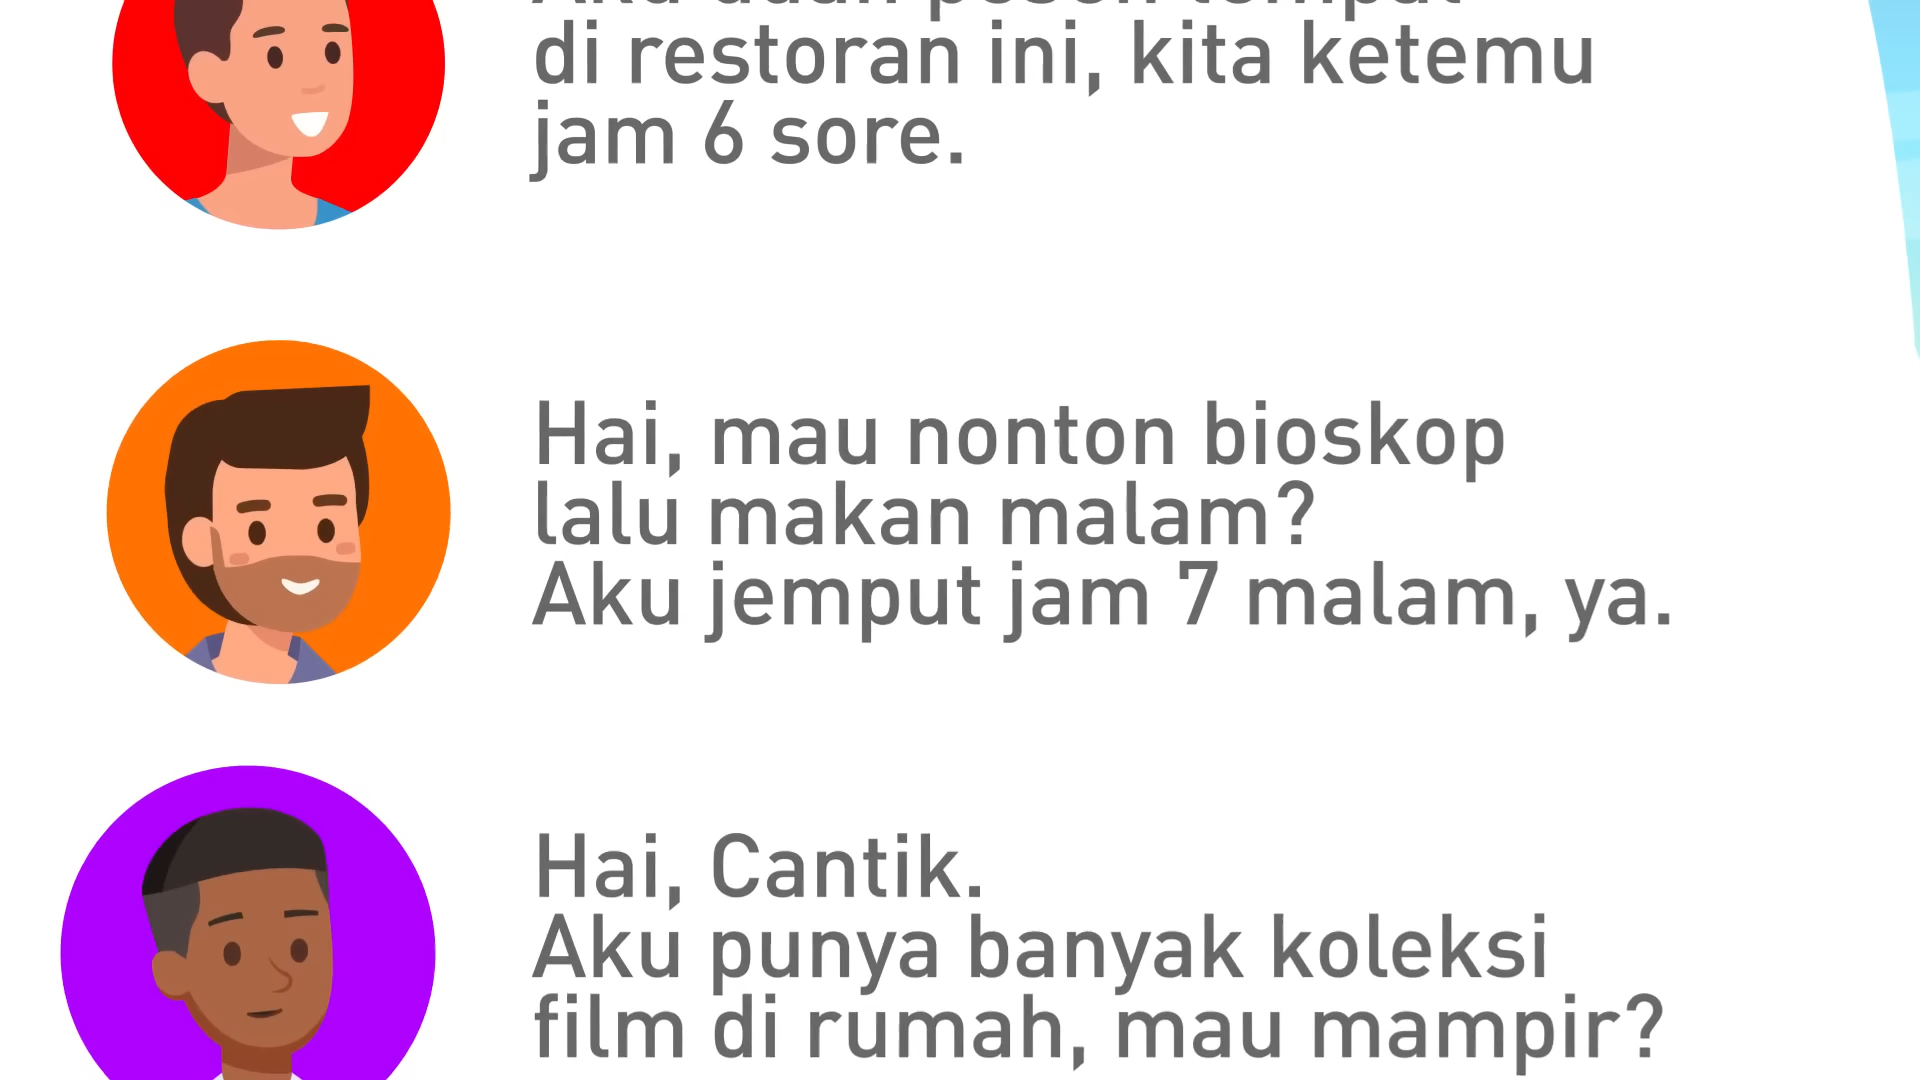 di restoran ini, kita ketemu
jam 6 sore.
Hai, mau nonton bioskop
lalu makan malam?
Aku jemput jam 7 malam, ya.
Hai, Cantik.
Aku punya banyak koleksi
film di rumah, mau mampir?